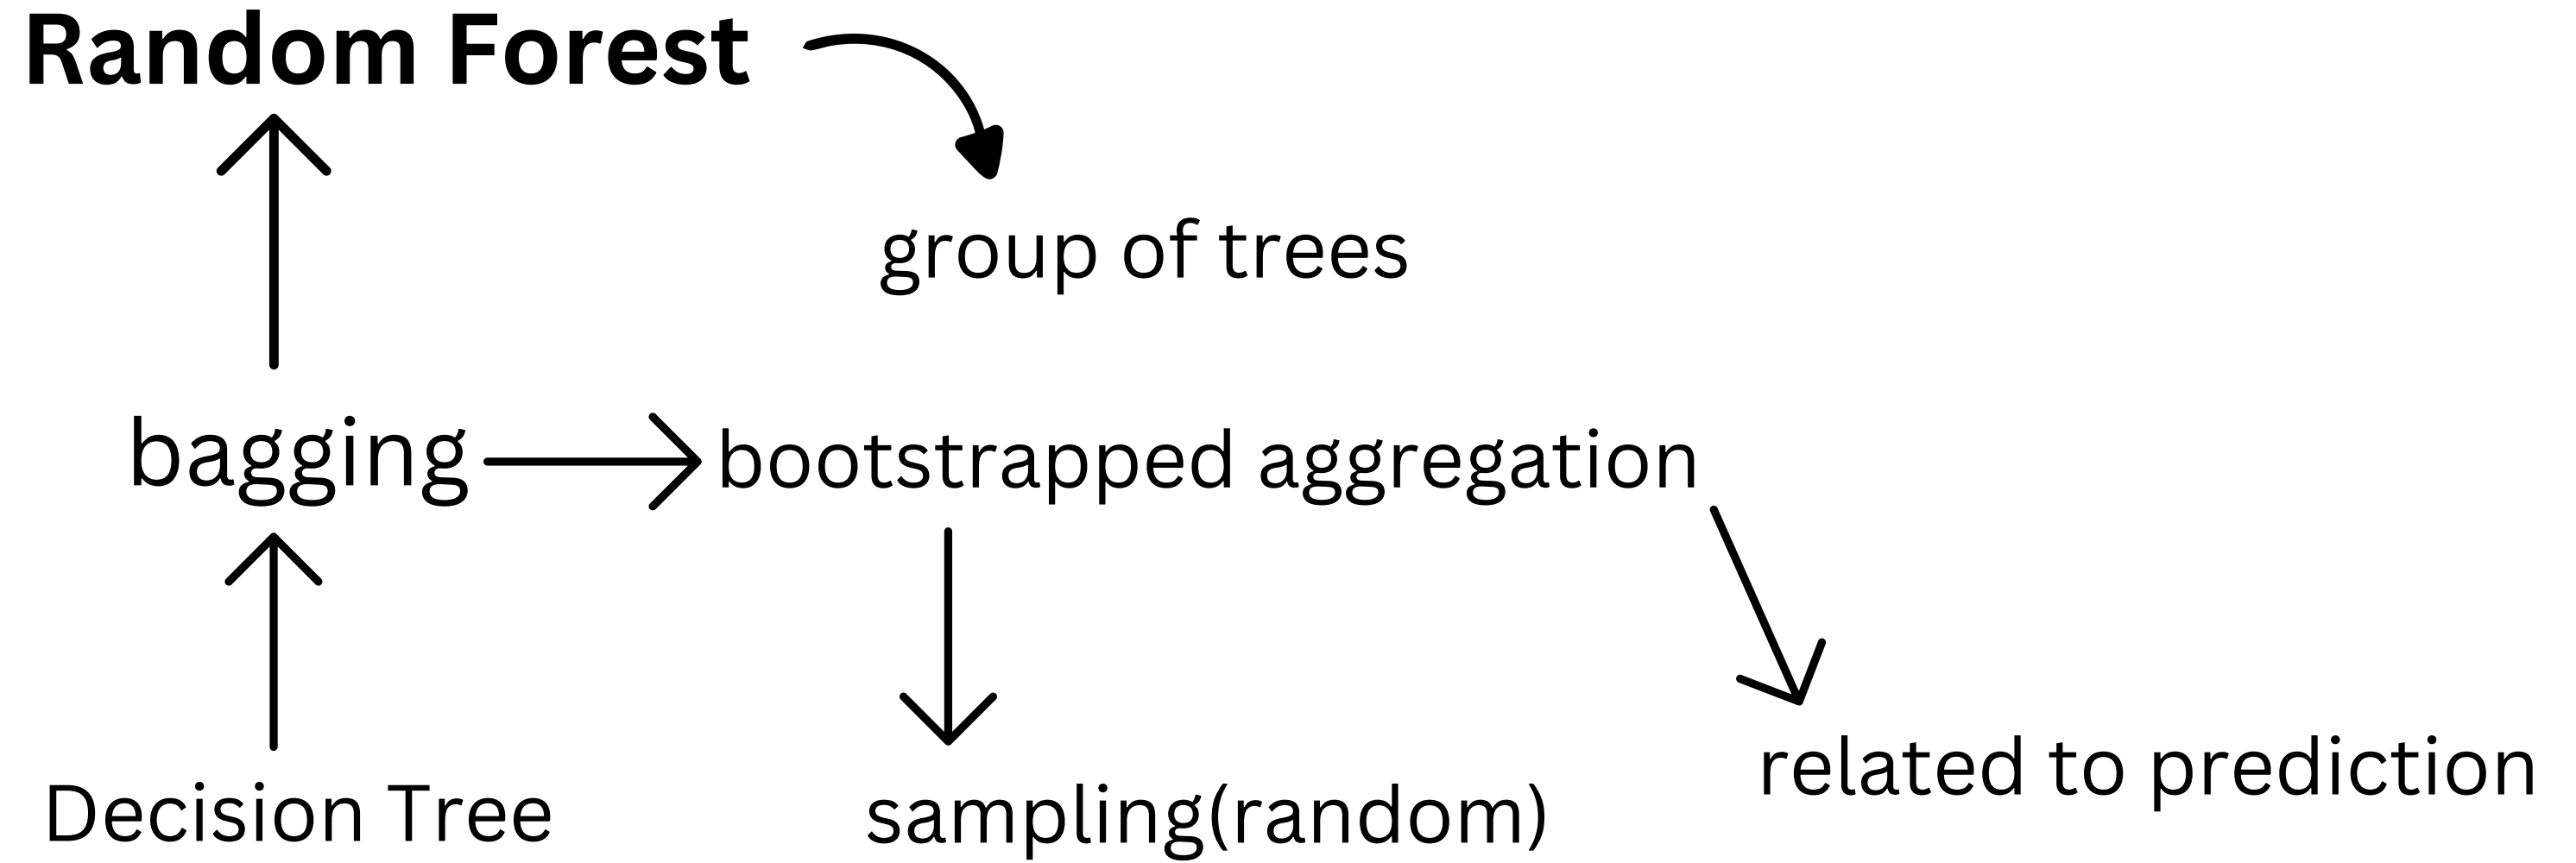 Random Forest
group of trees
bagging
bootstrapped aggregation
related to prediction
Decision Tree
sampling(random)